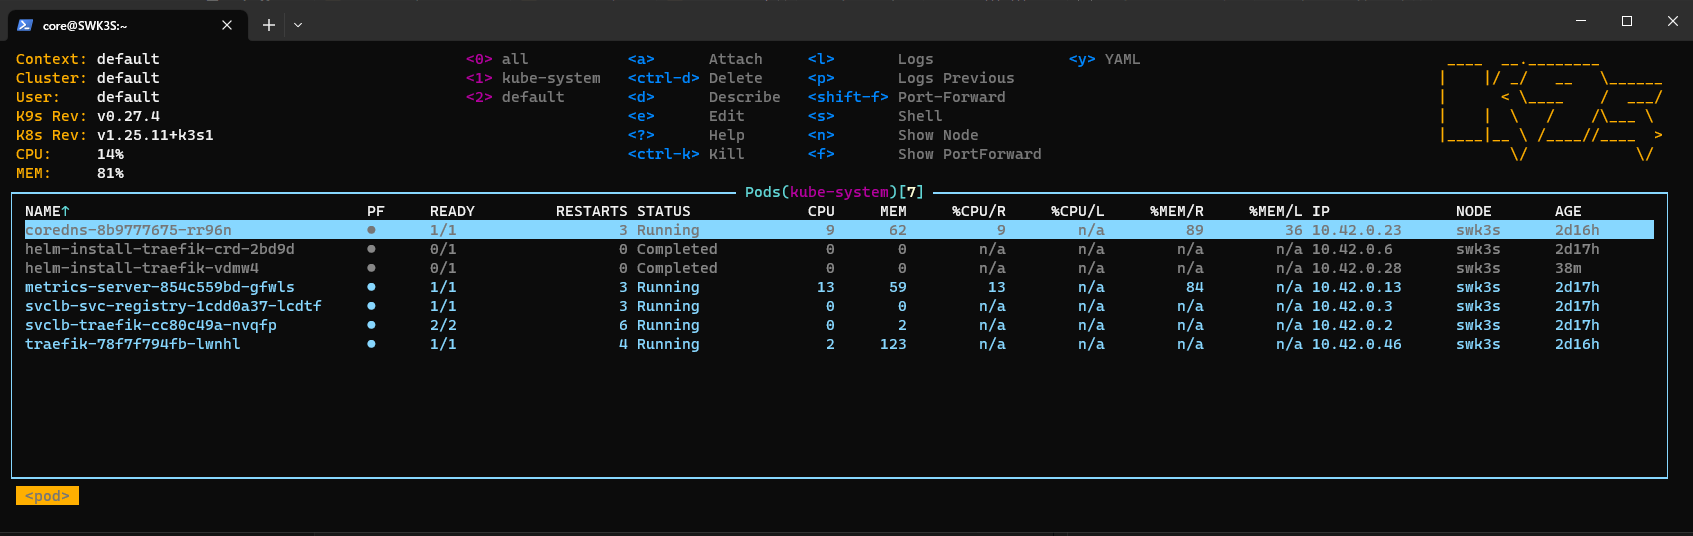 core@SWK3S:~
Context: default <0> all <a> Attach <l> Logs <y> YAML
Cluster: default <1> kube-system <ctrl-d> Delete <p> Logs Previous
User: default <2> default <d> Describe <shift-f> Port-Forward
K9s Rev: v0.27.4 <e> Edit <s> Shell
K8s Rev: v1.25.11+k3s1 <?> Help <n> Show Node
CPU: 14% <ctrl-k> Kill <f> Show PortForward
MEM: 81%
Pods(kube-system)[7]
NAME↑ PF READY RESTARTS STATUS CPU MEM %CPU/R %CPU/L %MEM/R %MEM/L IP NODE AGE
coredns-8b9777675-rr96n ● 1/1 3 Running 9 62 9 n/a 89 36 10.42.0.23 swk3s 2d16h
helm-install-traefik-crd-2bd9d ● 0/1 0 Completed 0 0 n/a n/a n/a n/a 10.42.0.6 swk3s 2d17h
helm-install-traefik-vdmw4 ● 0/1 0 Completed 0 0 n/a n/a n/a n/a 10.42.0.28 swk3s 38m
metrics-server-854c559bd-gfwls ● 1/1 3 Running 13 59 13 n/a 84 n/a 10.42.0.13 swk3s 2d17h
svclb-svc-registry-1cdd0a37-lcdtf ● 1/1 3 Running 0 0 n/a n/a n/a n/a 10.42.0.3 swk3s 2d17h
svclb-traefik-cc80c49a-nvqfp ● 2/2 6 Running 0 2 n/a n/a n/a n/a 10.42.0.2 swk3s 2d17h
traefik-78f7f794fb-lwnhl ● 1/1 4 Running 2 123 n/a n/a n/a n/a 10.42.0.46 swk3s 2d16h
<pod>